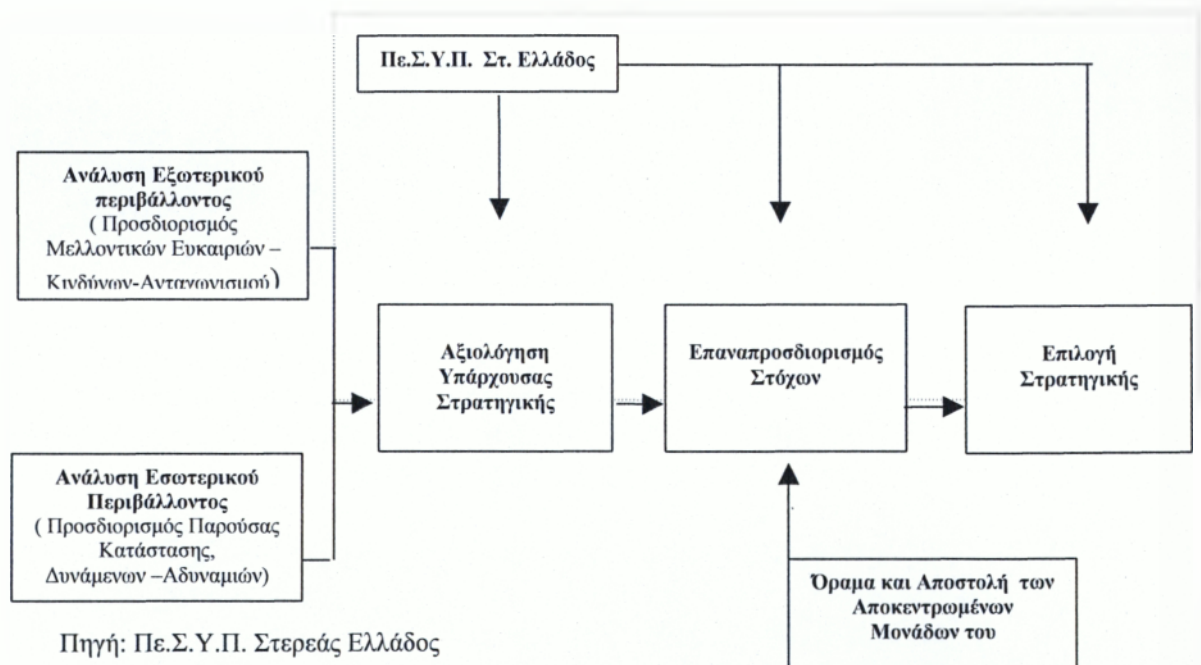 Πε.Σ.Υ.Π. Στ. Ελλάδος
Ανάλυση Εξωτερικού
περιβάλλοντος
( Προσδιορισμός
Μελλοντικών Ευκαιριών –
Κινδύνων-Ανταγωνισμού)
Αξιολόγηση
Υπάρχουσας
Στρατηγικής
Επαναπροσδιορισμός
Στόχων
Επιλογή
Στρατηγικής
Ανάλυση Εσωτερικού
Περιβάλλοντος
( Προσδιορισμός Παρούσας
Κατάστασης,
Δυνάμενων –Αδυναμιών)
Όραμα και Αποστολή των
Αποκεντρωμένων
Μονάδων του
Πηγή: Πε.Σ.Υ.Π. Στερεάς Ελλάδος